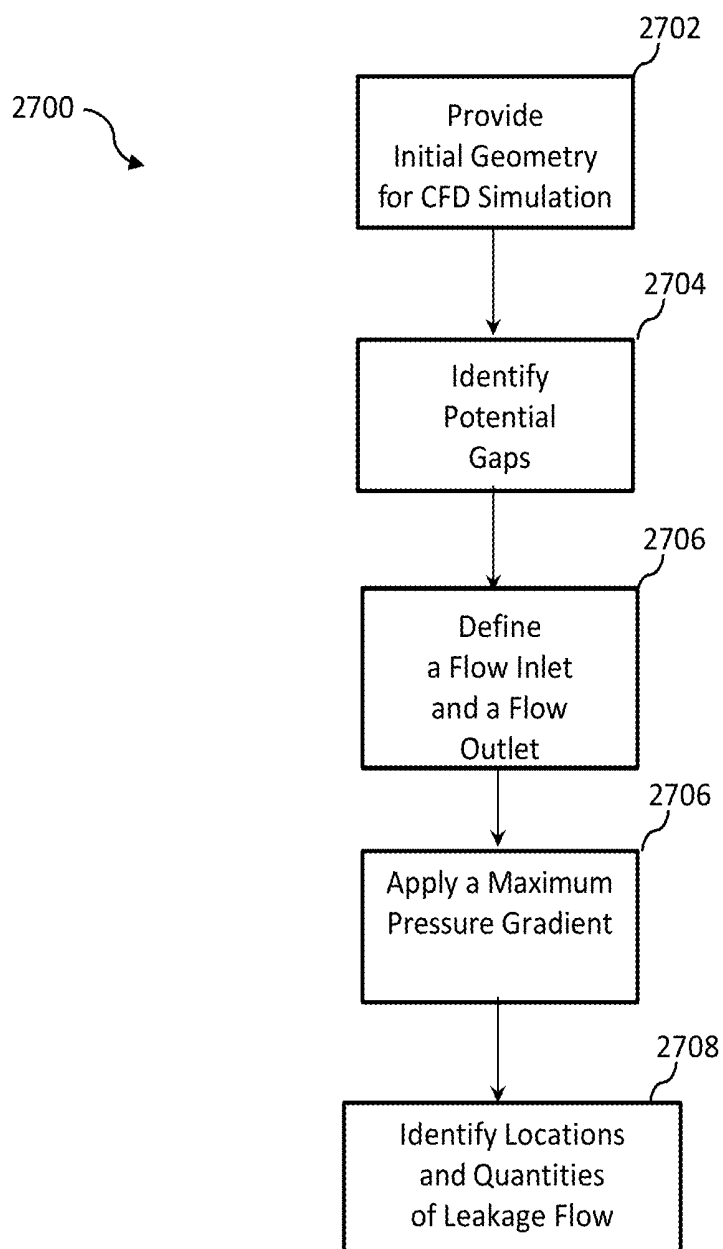 2702
2700
Provide
Initial Geometry
for CFD Simulation
2704
Identify
Potential
Gaps
2706
Define
a Flow Inlet
and a Flow
Outlet
2706
Apply a Maximum
Pressure Gradient
2708
Identify Locations
and Quantities
of Leakage Flow